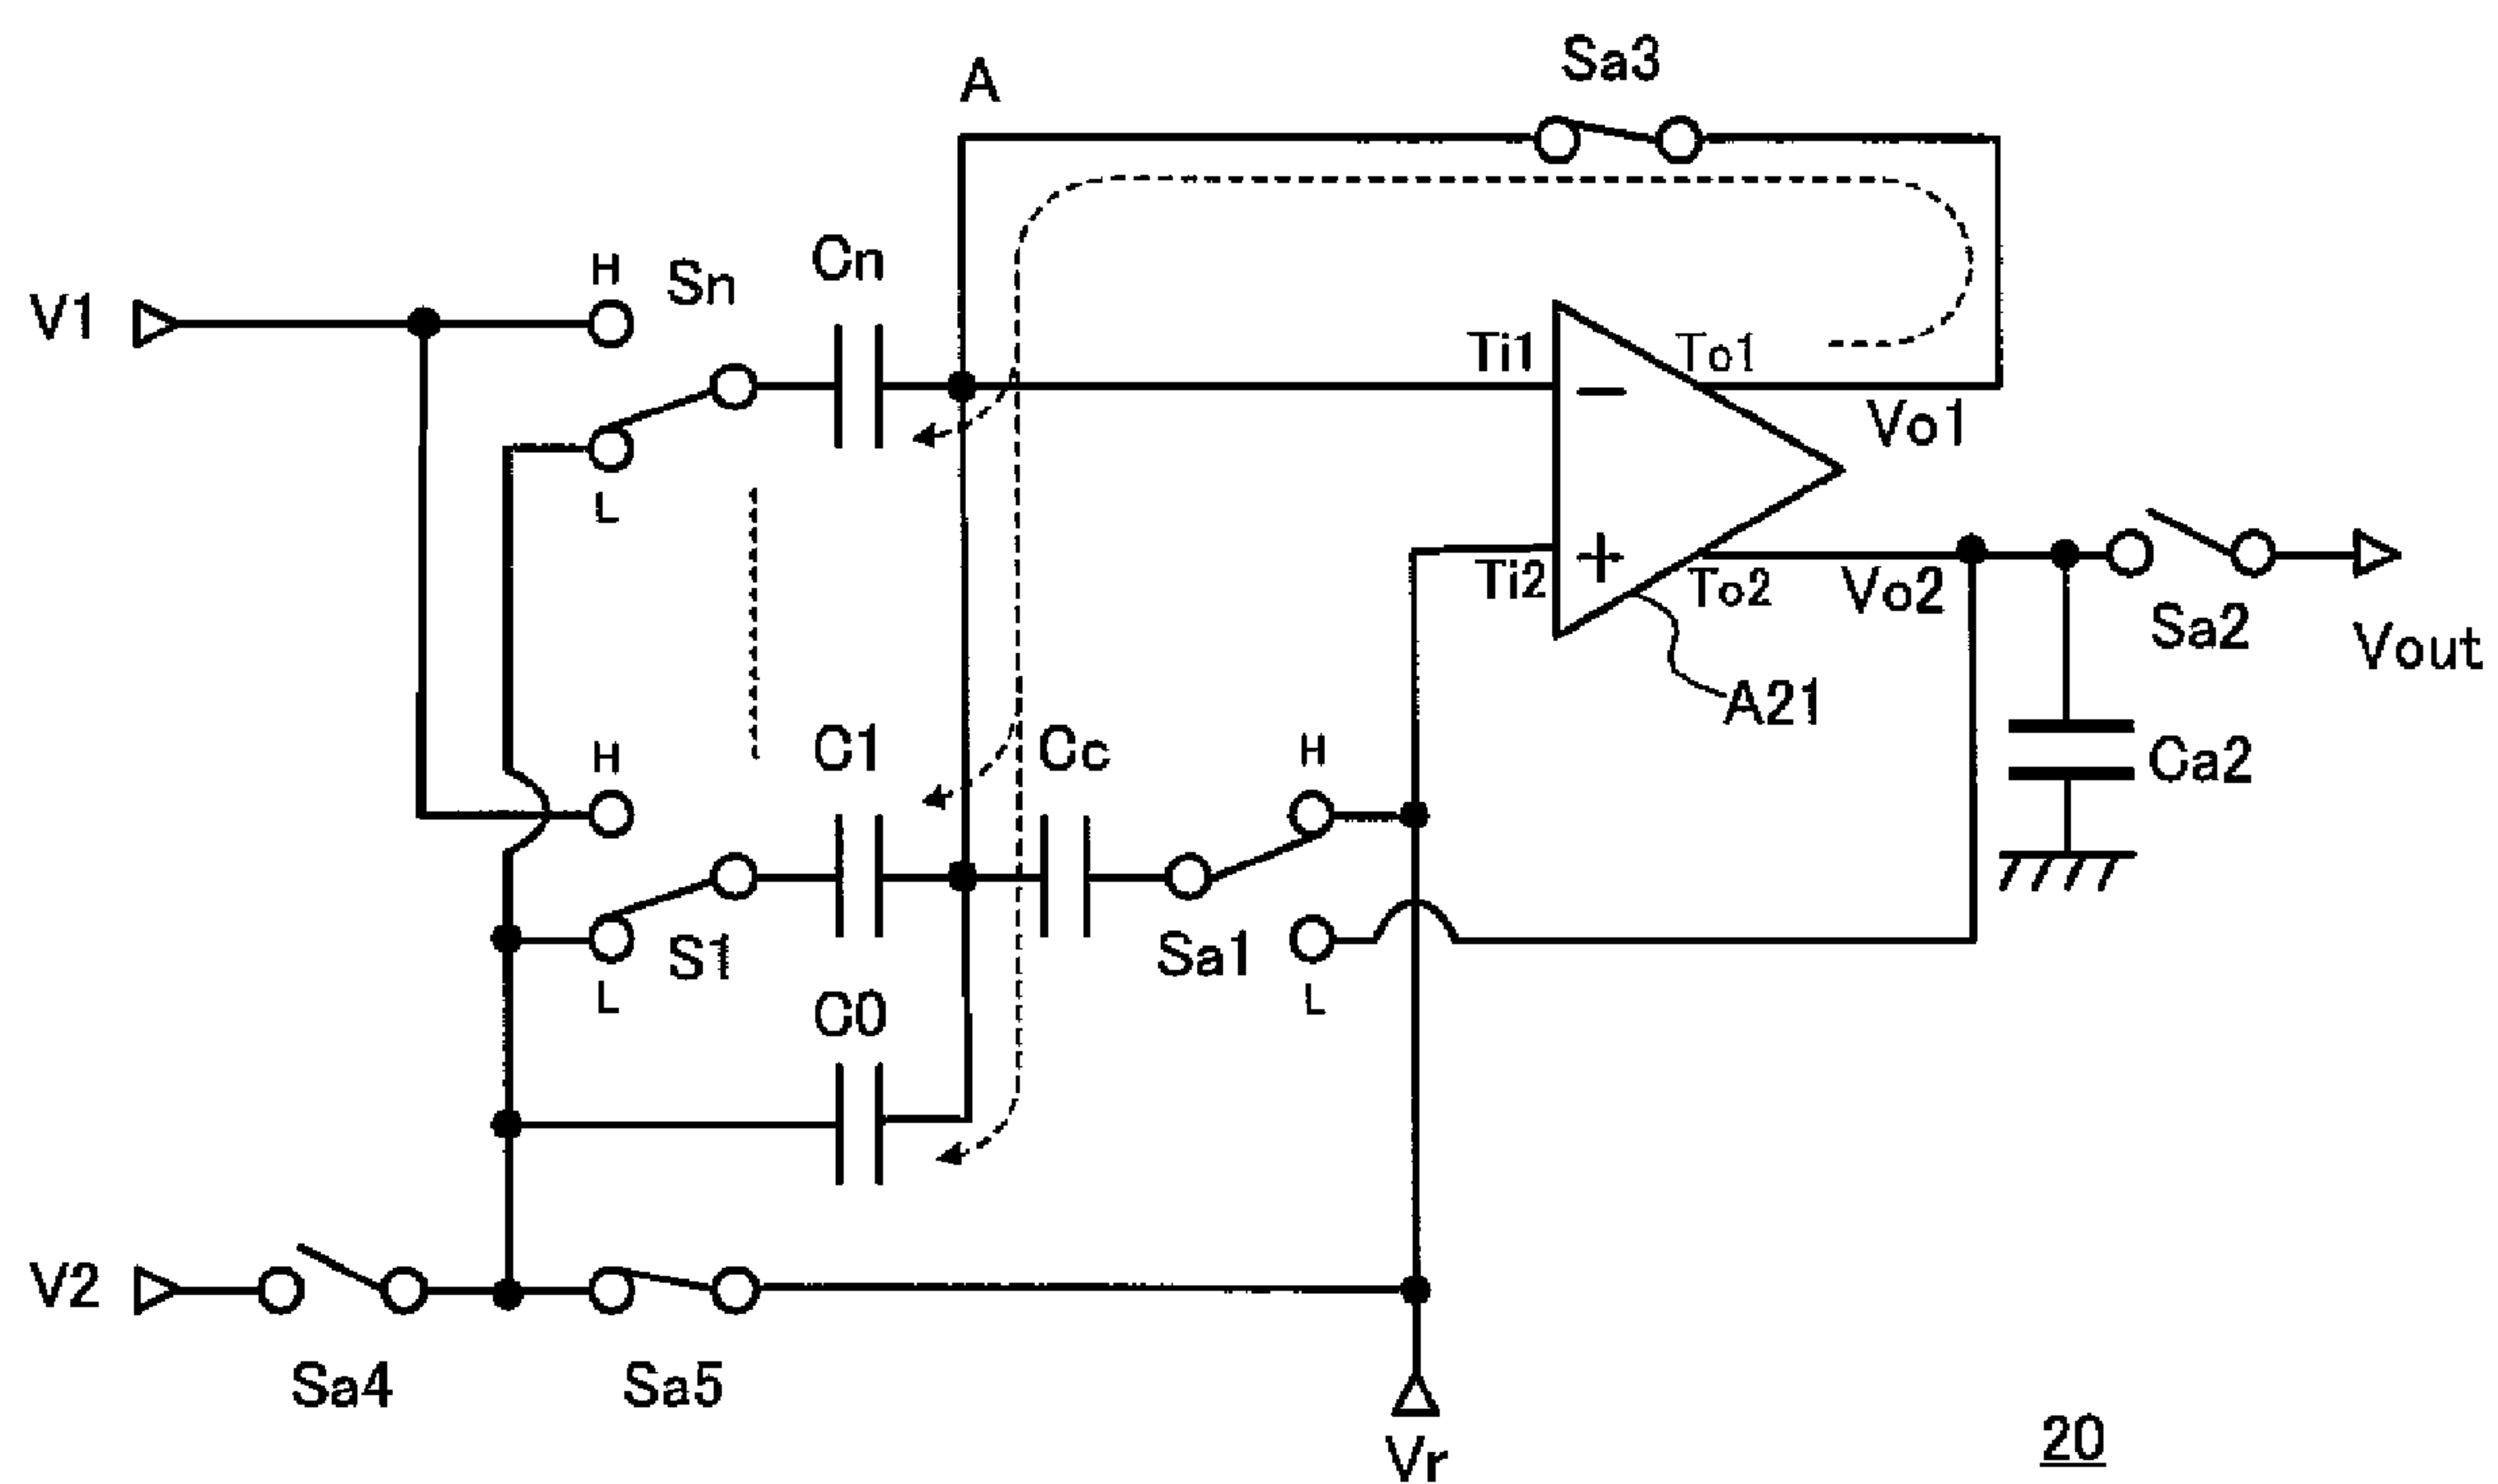 Sa3
A
Cn
H
Sn
V1
Ti1
To1
−
Vo1
L
+
Ti2
To2
Vo2
Sa2
Vout
A21
H
C1
Cc
H
Ca2
S1
Sa1
L
C0
L
V2
Sa4
Sa5
Vr
20